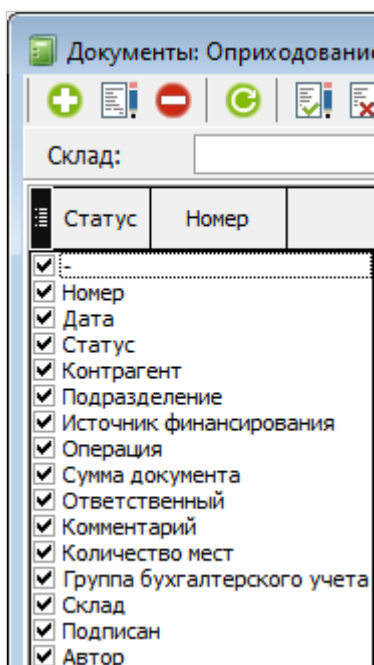 Документы: Оприходование
Склад:
Статус Номер
-
Номер
Дата
Статус
Контрагент
Подразделение
Источник финансирования
Операция
Сумма документа
Ответственный
Комментарий
Количество мест
Группа бухгалтерского учета
Склад
Подписан
Автор